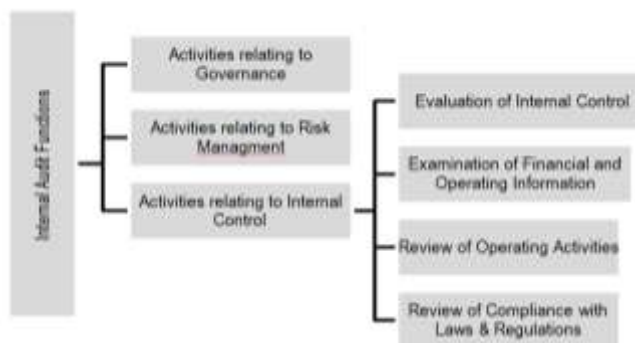 Internal Audit Functions
Activities relating to
Governance
Activities relating to Risk
Managment
Activities relating to Internal
Control
Evaluation of Internal Control
Examination of Financial and
Operating Information
Review of Operating Activities
Review of Compliance with
Laws & Regulations